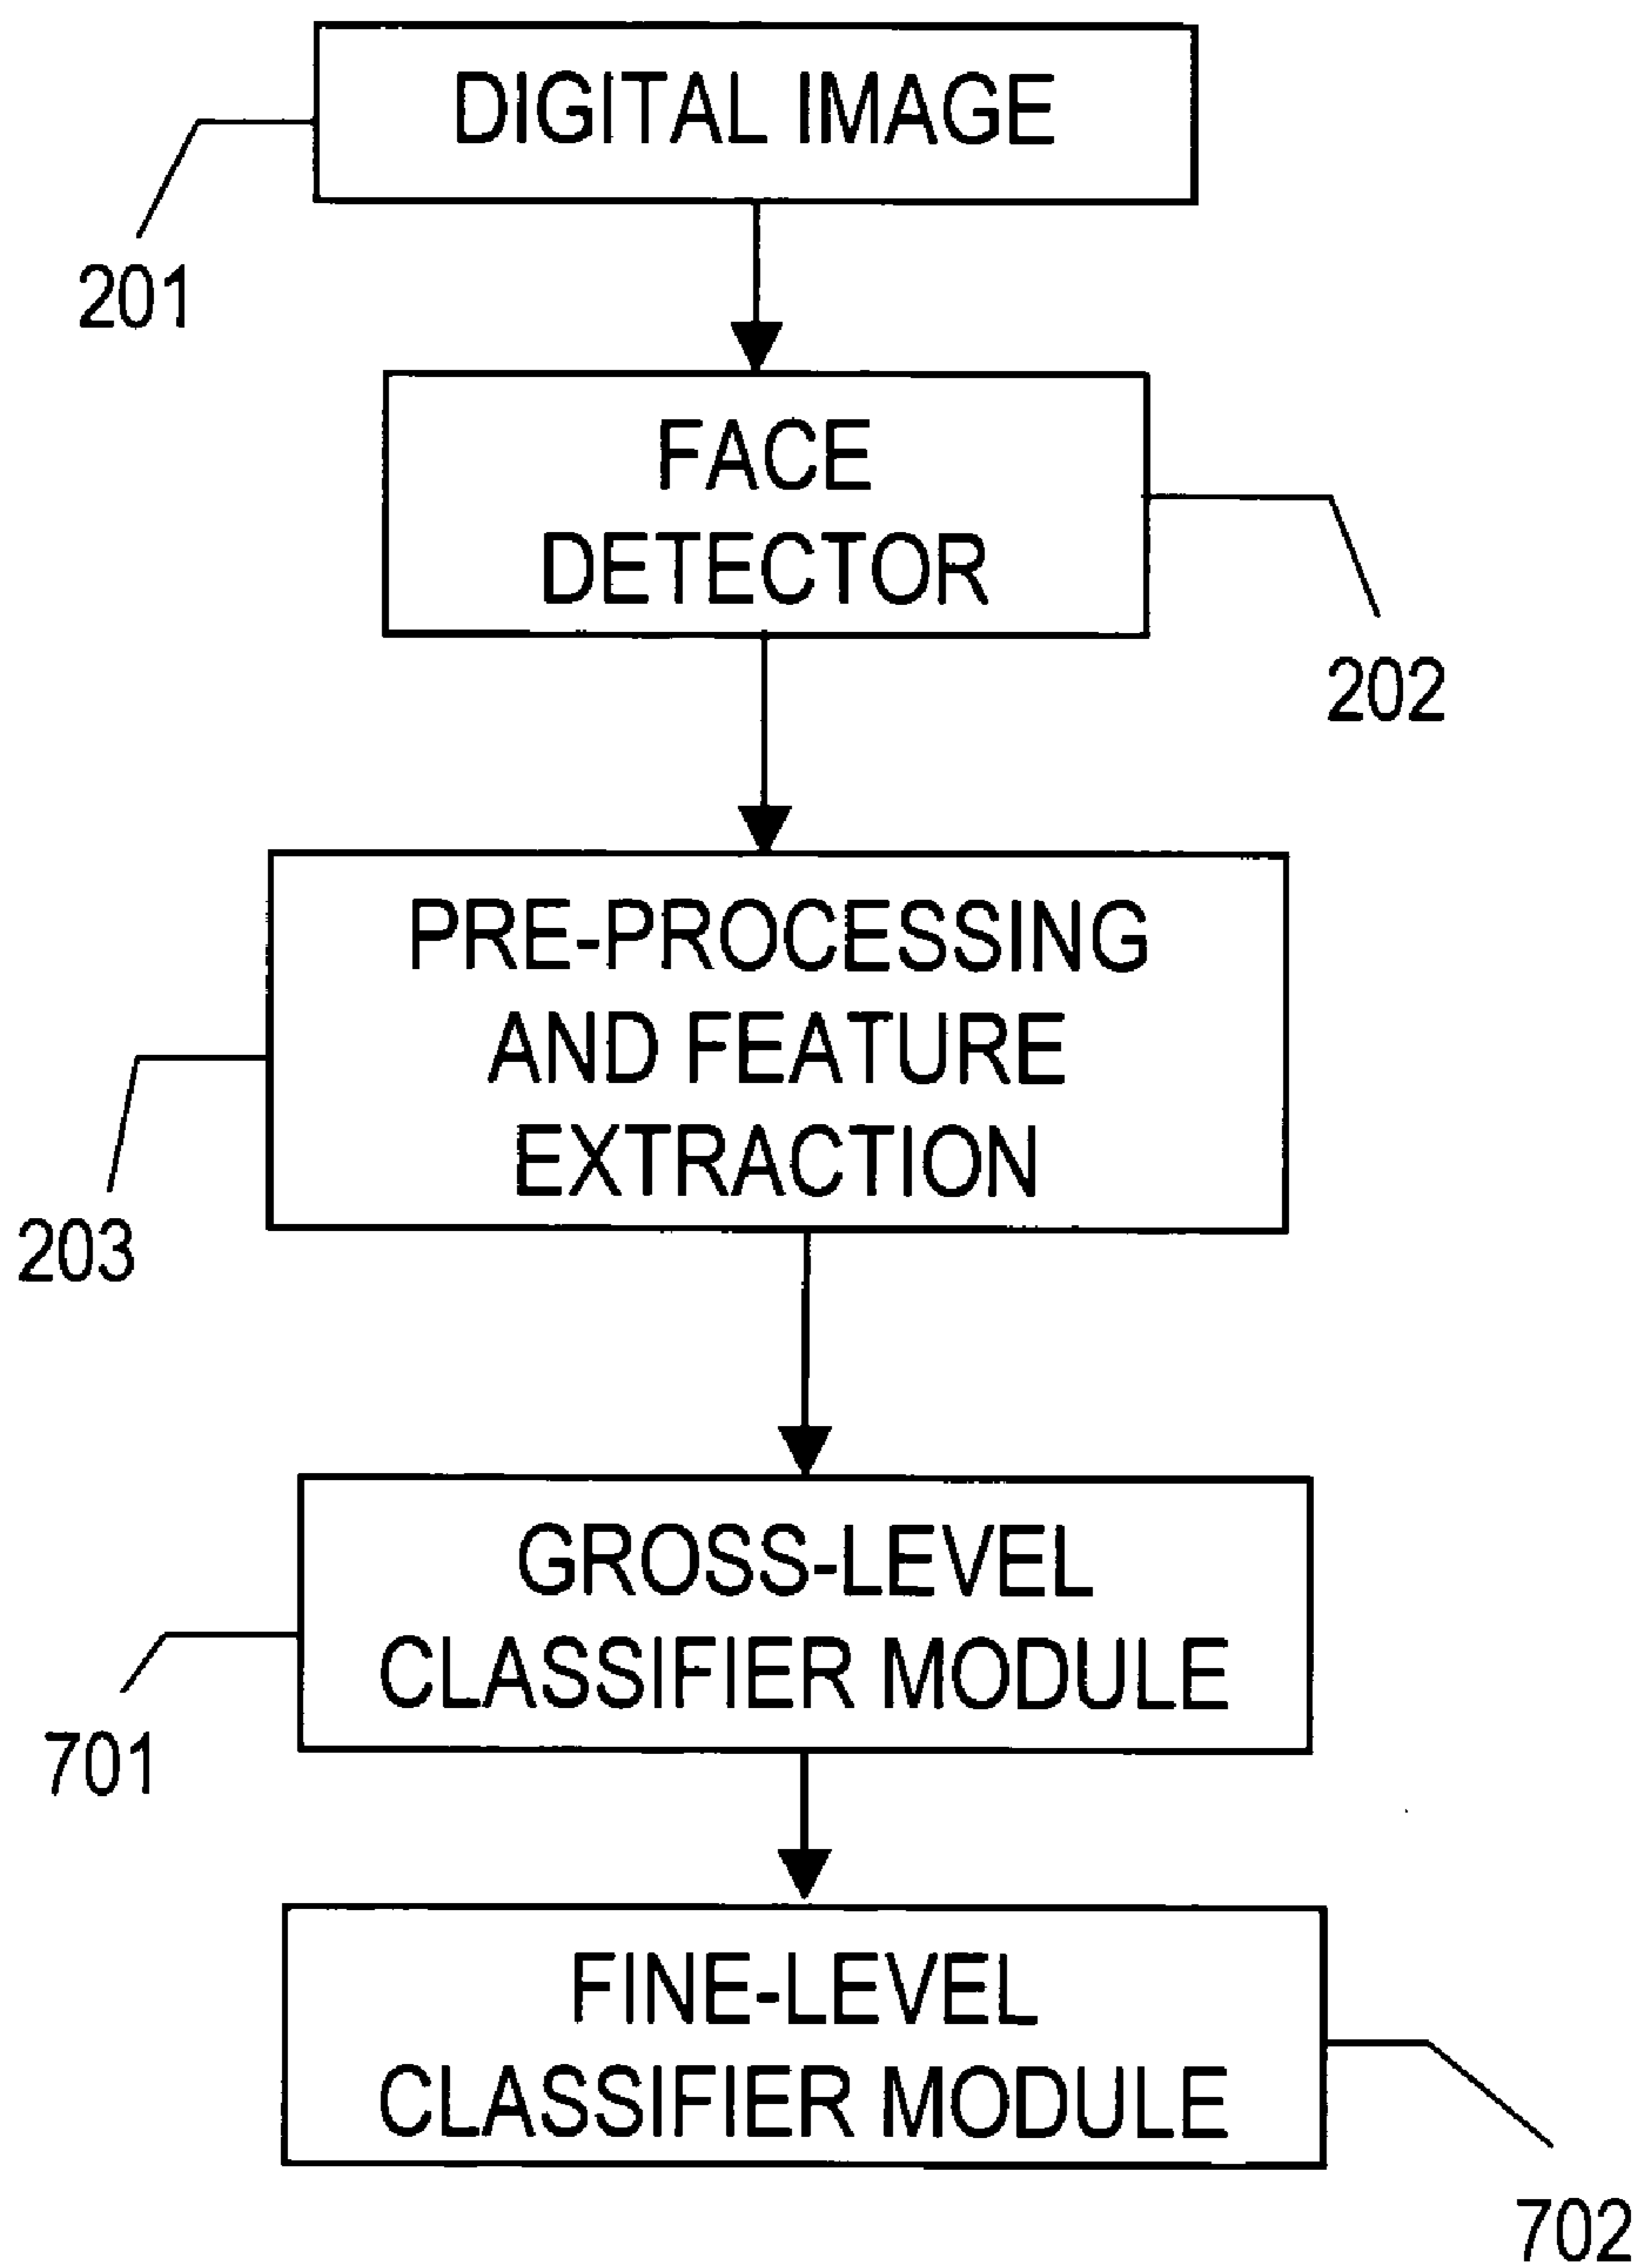 DIGITAL IMAGE
201
FACE
DETECTOR
202
PRE-PROCESSING
AND FEATURE
EXTRACTION
203
GROSS-LEVEL
CLASSIFIER MODULE
701
FINE-LEVEL
CLASSIFIER MODULE
702